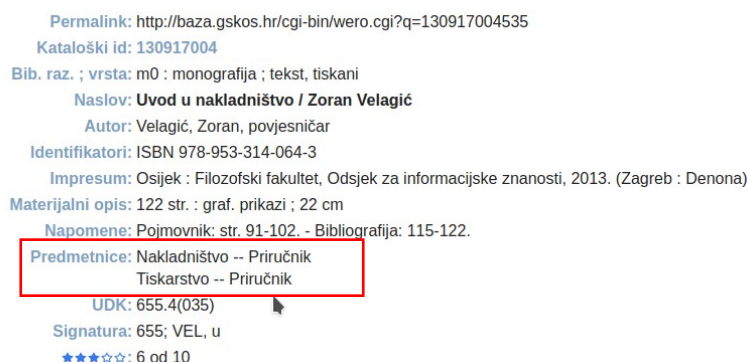 Permalink: http://baza.gskos.hr/cgi-bin/wero.cgi?q=130917004535
Kataloški id: 130917004
Bib. raz. ; vrsta: m0 : monografija ; tekst, tiskani
Naslov: Uvod u nakladništvo / Zoran Velagić
Autor: Velagić, Zoran, povjesničar
Identifikatori: ISBN 978-953-314-064-3
Impresum: Osijek : Filozofski fakultet, Odsjek za informacijske znanosti, 2013. (Zagreb : Denona)
Materijalni opis: 122 str. : graf. prikazi ; 22 cm
Napomene: Pojmovnik: str. 91-102. - Bibliografija: 115-122.
Predmetnice: Nakladništvo -- Priručnik
Tiskarstvo -- Priručnik
UDK: 655.4(035)
Signatura: 655; VEL, u
★★★☆☆: 6 od 10